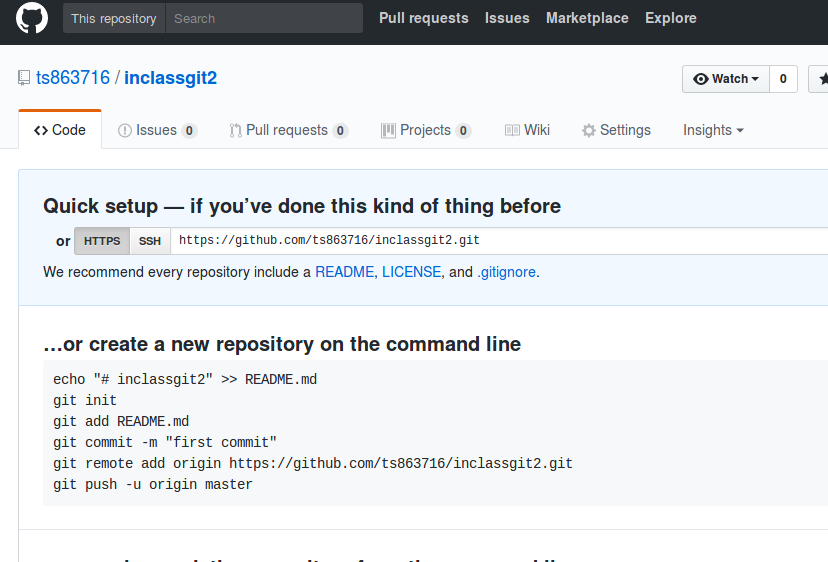 This repository Search Pull requests Issues Marketplace Explore
ts863716 / inclassgit2 Watch 0
Code Issues 0 Pull requests 0 Projects 0 Wiki Settings Insights
Quick setup — if you’ve done this kind of thing before
or HTTPS SSH https://github.com/ts863716/inclassgit2.git
We recommend every repository include a README, LICENSE, and .gitignore.
…or create a new repository on the command line
echo "# inclassgit2" >> README.md
git init
git add README.md
git commit -m "first commit"
git remote add origin https://github.com/ts863716/inclassgit2.git
git push -u origin master